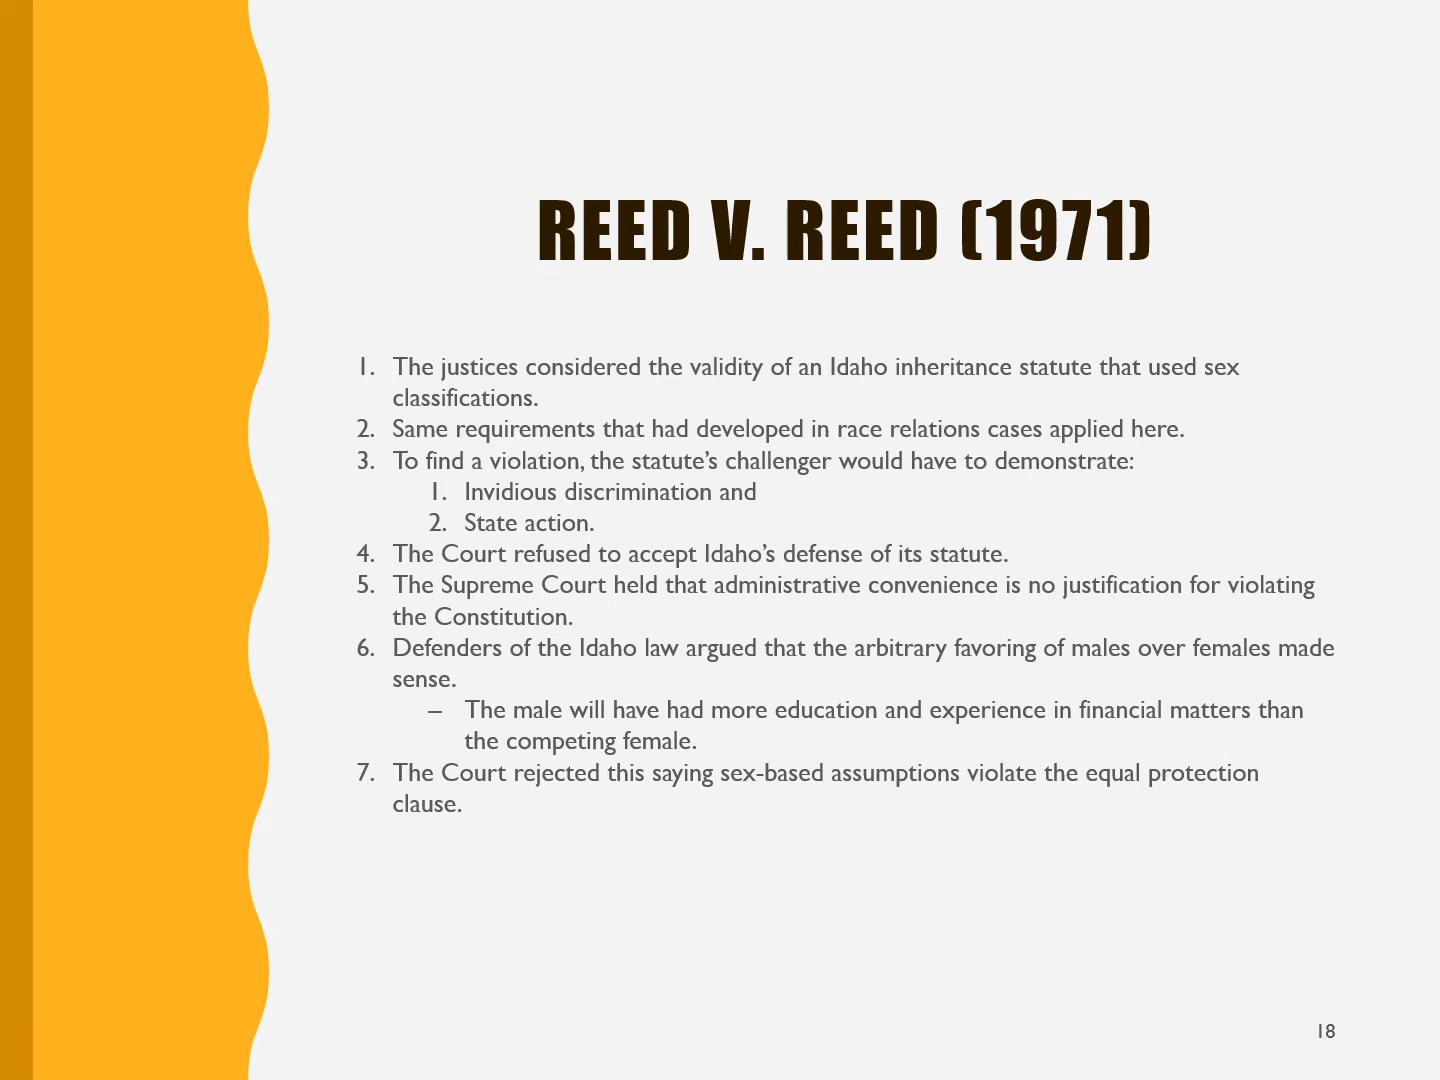 REED V. REED (1971)
1. The justices considered the validity of an Idaho inheritance statute that used sex
classifications.
2. Same requirements that had developed in race relations cases applied here.
3. To find a violation, the statute’s challenger would have to demonstrate:
1. Invidious discrimination and
2. State action.
4. The Court refused to accept Idaho’s defense of its statute.
5. The Supreme Court held that administrative convenience is no justification for violating
the Constitution.
6. Defenders of the Idaho law argued that the arbitrary favoring of males over females made
sense.
– The male will have had more education and experience in financial matters than
the competing female.
7. The Court rejected this saying sex-based assumptions violate the equal protection
clause.
18